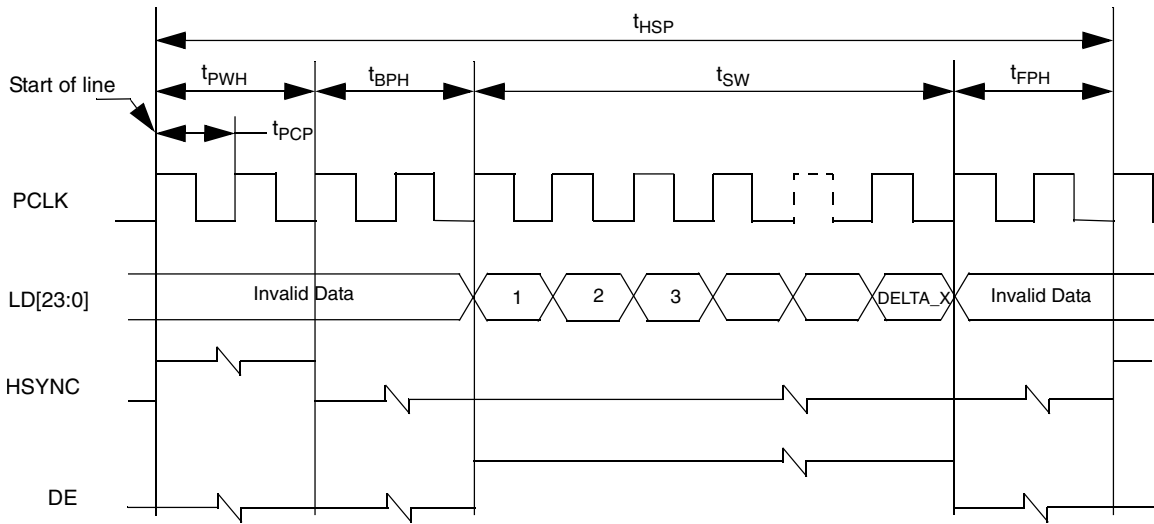 tHSP
tPWH
tBPH
tSW
tFPH
Start of line
tPCP
PCLK
LD[23:0]
Invalid Data
1
2
3
DELTA_X
Invalid Data
HSYNC
DE